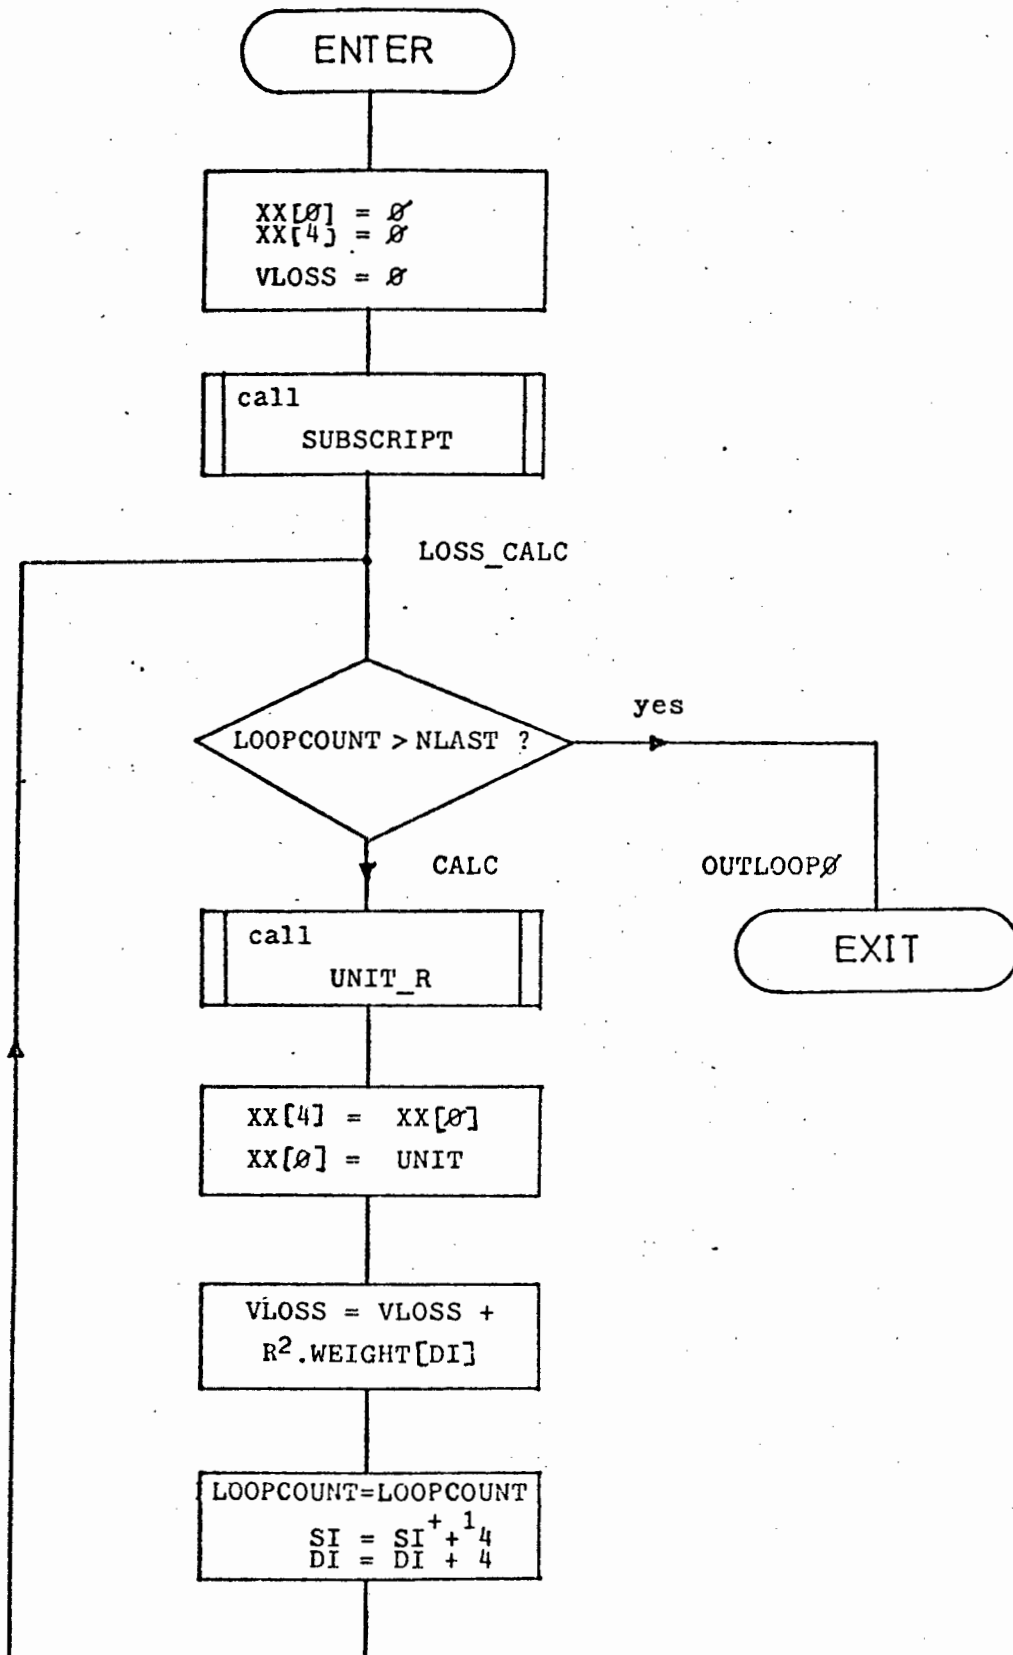 ENTER
XX[Ø] = Ø
XX[4] = Ø
VLOSS = Ø
call
SUBSCRIPT
LOSS_CALC
LOOPCOUNT > NLAST ?
yes
CALC
OUTLOOPØ
call
UNIT_R
EXIT
XX[4] = XX[Ø]
XX[Ø] = UNIT
VLOSS = VLOSS +
R².WEIGHT[DI]
LOOPCOUNT=LOOPCOUNT
+ 1
SI = SI + 4
DI = DI + 4